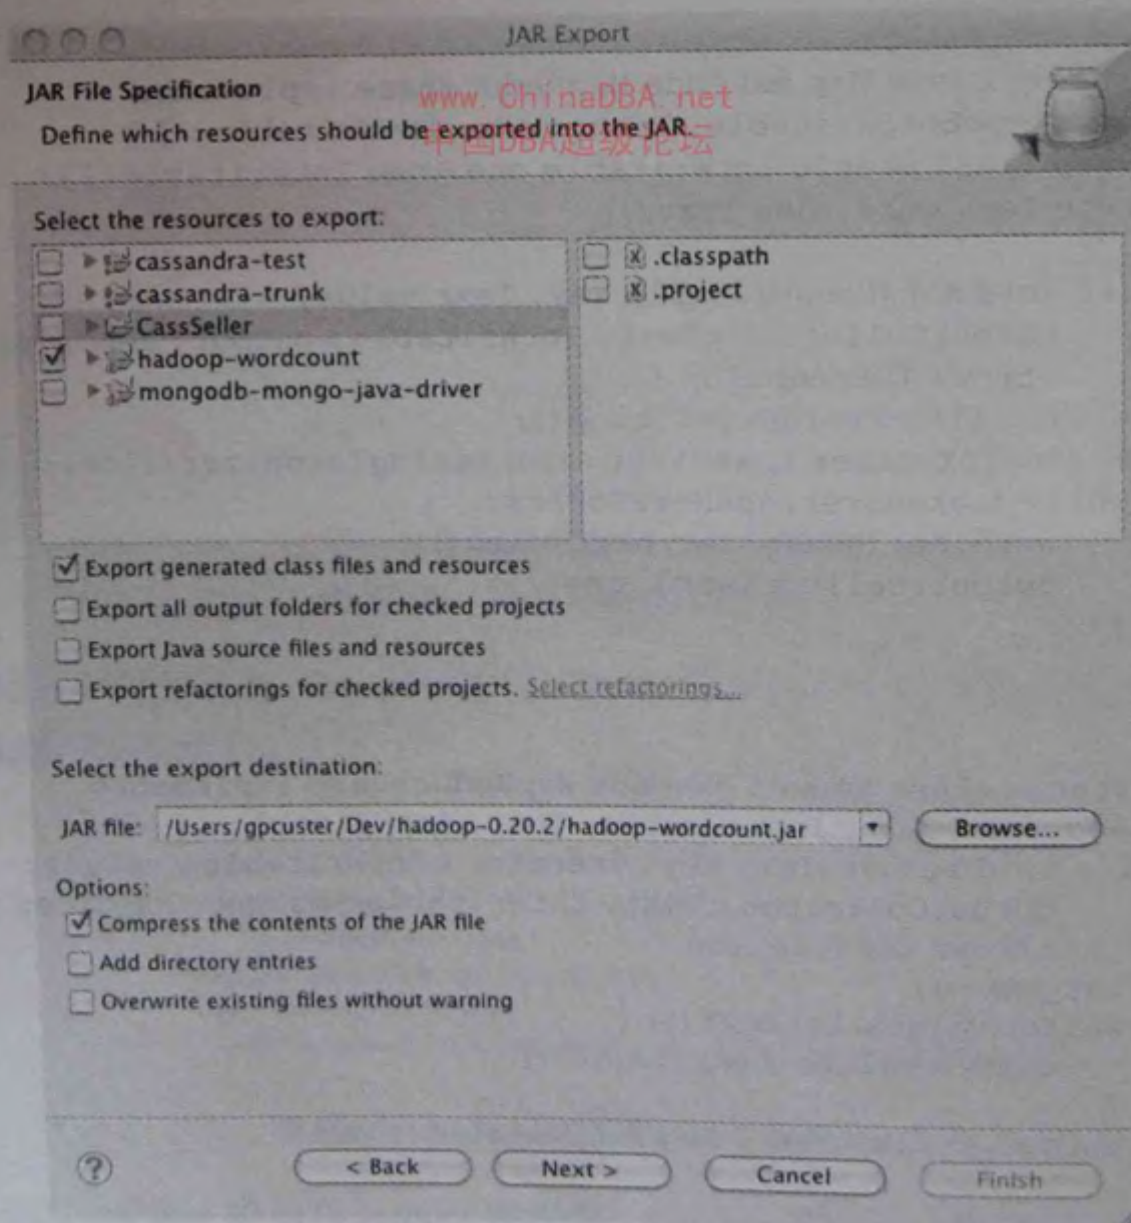 JAR Export
JAR File Specification
www.ChinaDBA.net
Define which resources should be exported into the JAR.
中国DBA超级论坛
Select the resources to export:
cassandra-test
cassandra-trunk
CassSeller
hadoop-wordcount
mongodb-mongo-java-driver
.classpath
.project
Export generated class files and resources
Export all output folders for checked projects
Export Java source files and resources
Export refactorings for checked projects. Select refactorings...
Select the export destination:
JAR file: /Users/gpcuster/Dev/hadoop-0.20.2/hadoop-wordcount.jar Browse...
Options:
Compress the contents of the JAR file
Add directory entries
Overwrite existing files without warning
? < Back Next > Cancel Finish